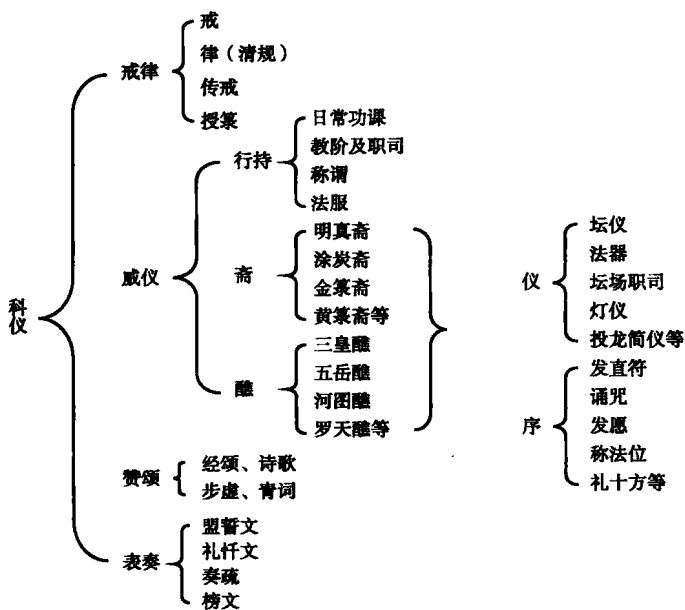 科仪
戒律
戒
律（清规）
传戒
授箓
威仪
行持
日常功课
教阶及职司
称谓
法服
斋
明真斋
涂炭斋
金箓斋
黄箓斋等
醮
三皇醮
五岳醮
河图醮
罗天醮等
仪
坛仪
法器
坛场职司
灯仪
投龙简仪等
序
发直符
诵咒
发愿
称法位
礼十方等
赞颂
经颂、诗歌
步虚、青词
表奏
盟誓文
礼忏文
奏疏
榜文